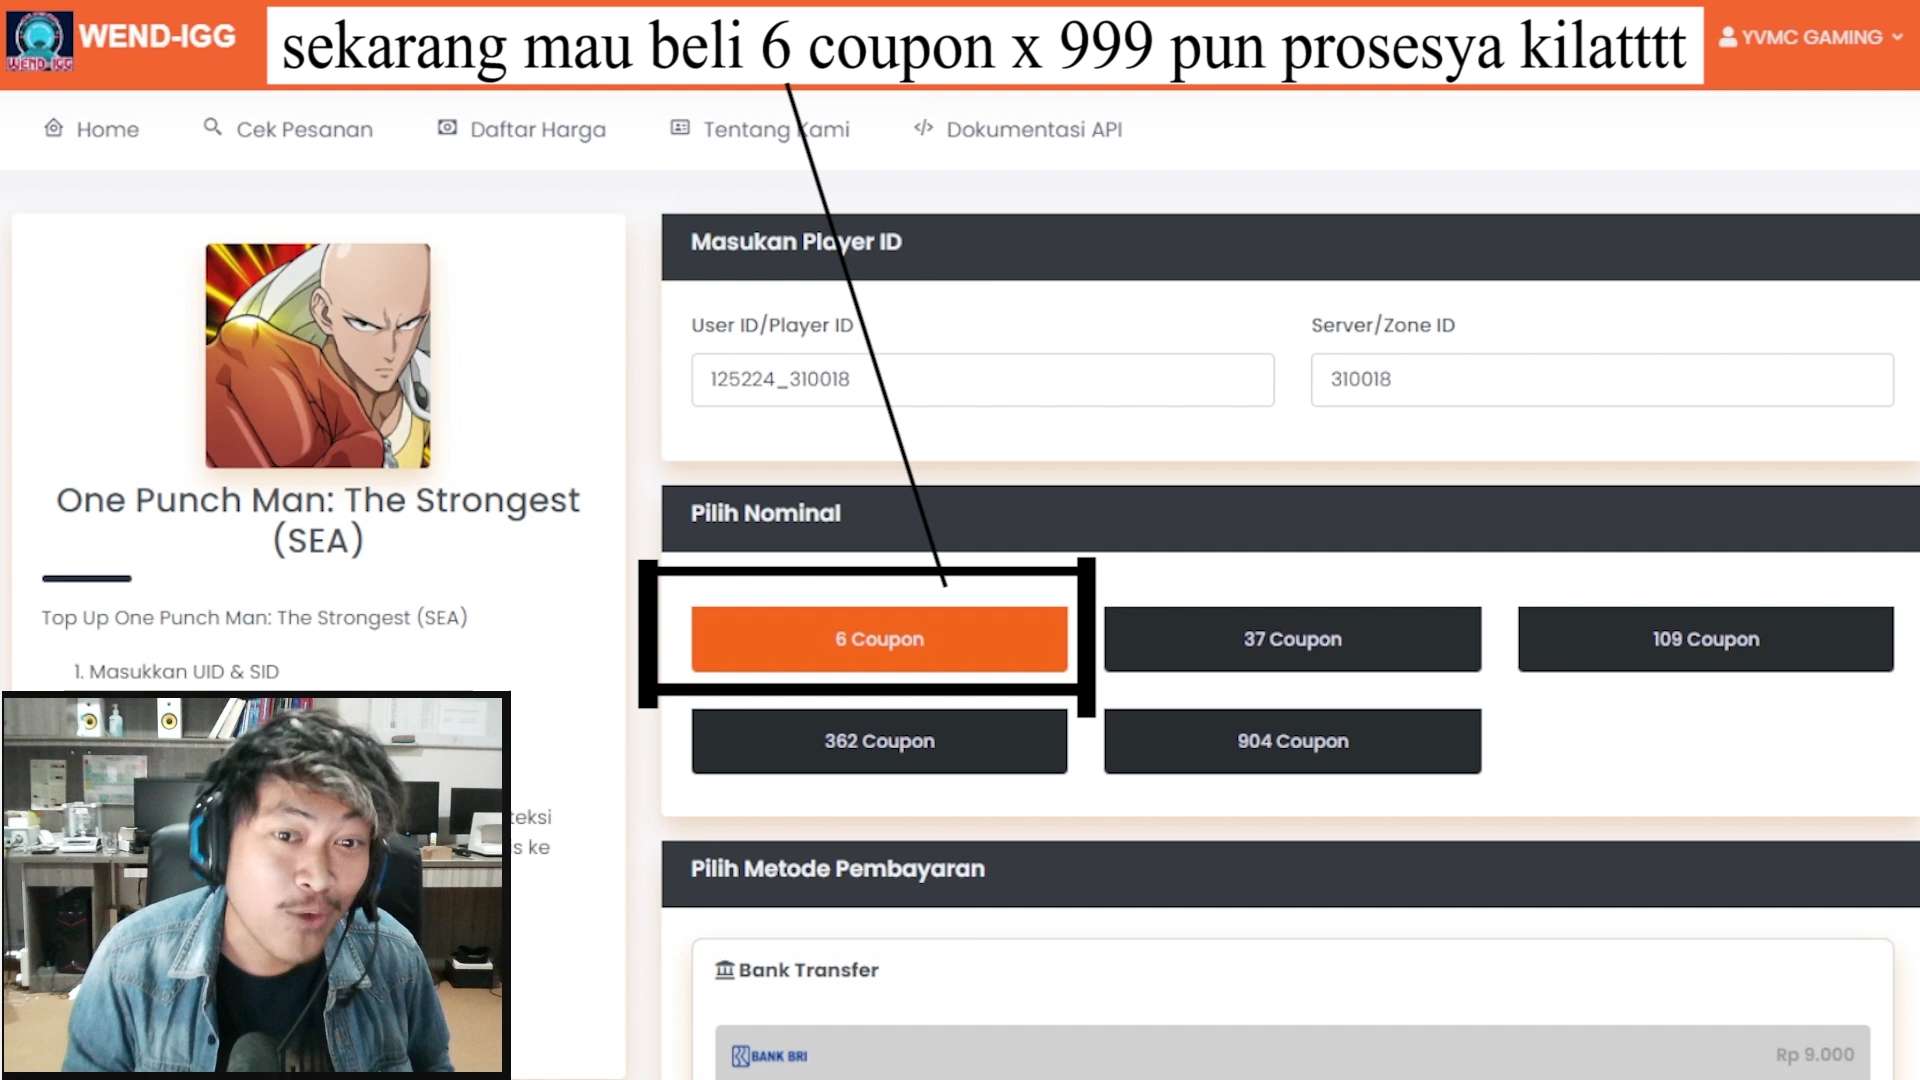 WEND-IGG
WEND-IGG
sekarang mau beli 6 coupon x 999 pun prosesya kilatttt
YVMC GAMING
Home
Cek Pesanan
Daftar Harga
Tentang Kami
Dokumentasi API
One Punch Man: The Strongest
(SEA)
Top Up One Punch Man: The Strongest (SEA)
1. Masukkan UID & SID
teksi
s ke
Masukan Player ID
User ID/Player ID
Server/Zone ID
125224_310018
310018
Pilih Nominal
6 Coupon
37 Coupon
109 Coupon
362 Coupon
904 Coupon
Pilih Metode Pembayaran
Bank Transfer
BANK BRI
Rp 9.000